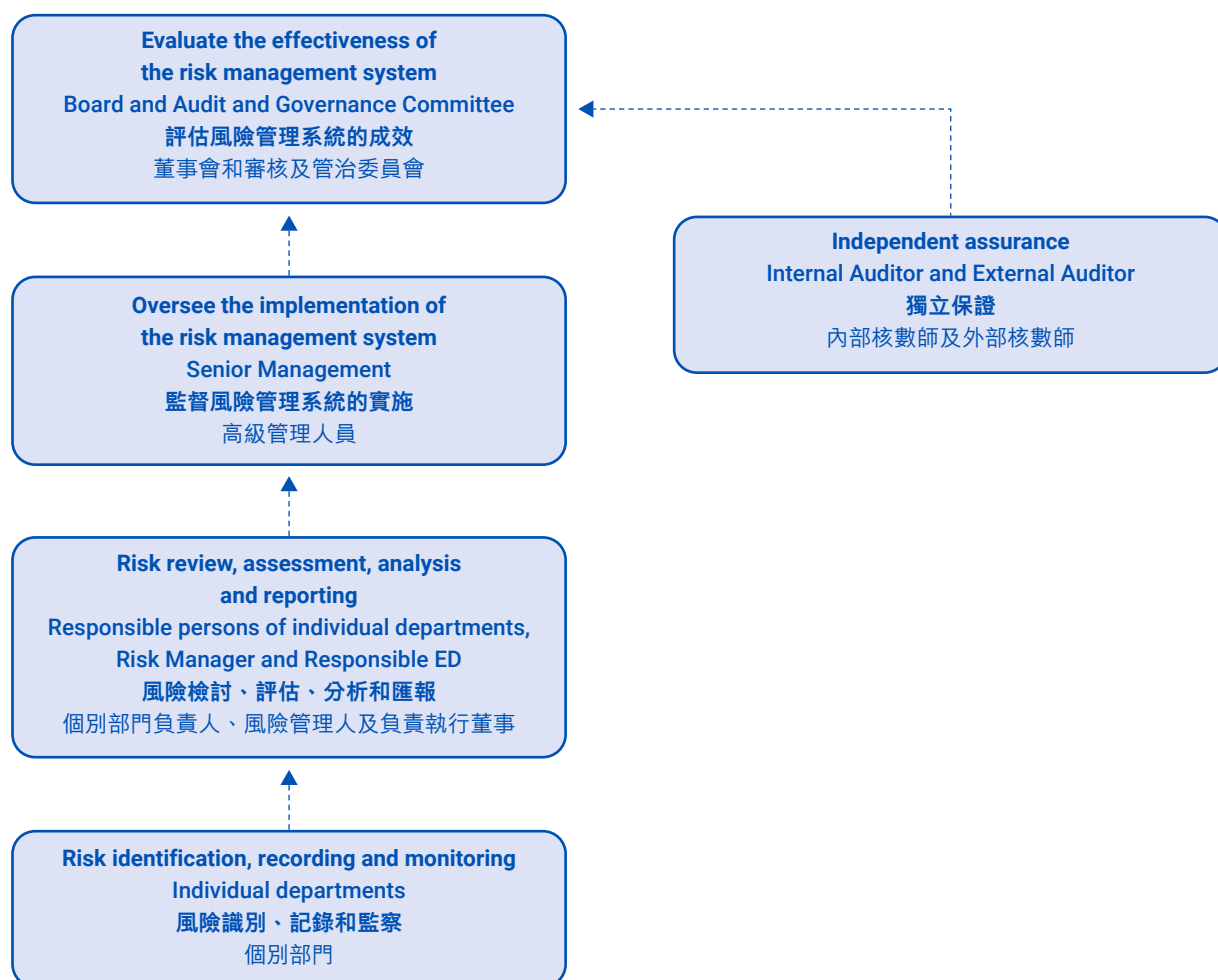 Evaluate the effectiveness of
the risk management system
Board and Audit and Governance Committee
評估風險管理系統的成效
董事會和審核及管治委員會
Independent assurance
Internal Auditor and External Auditor
獨立保證
內部核數師及外部核數師
Oversee the implementation of
the risk management system
Senior Management
監督風險管理系統的實施
高級管理人員
Risk review, assessment, analysis
and reporting
Responsible persons of individual departments,
Risk Manager and Responsible ED
風險檢討、評估、分析和匯報
個別部門負責人、風險管理人及負責執行董事
Risk identification, recording and monitoring
Individual departments
風險識別、記錄和監察
個別部門